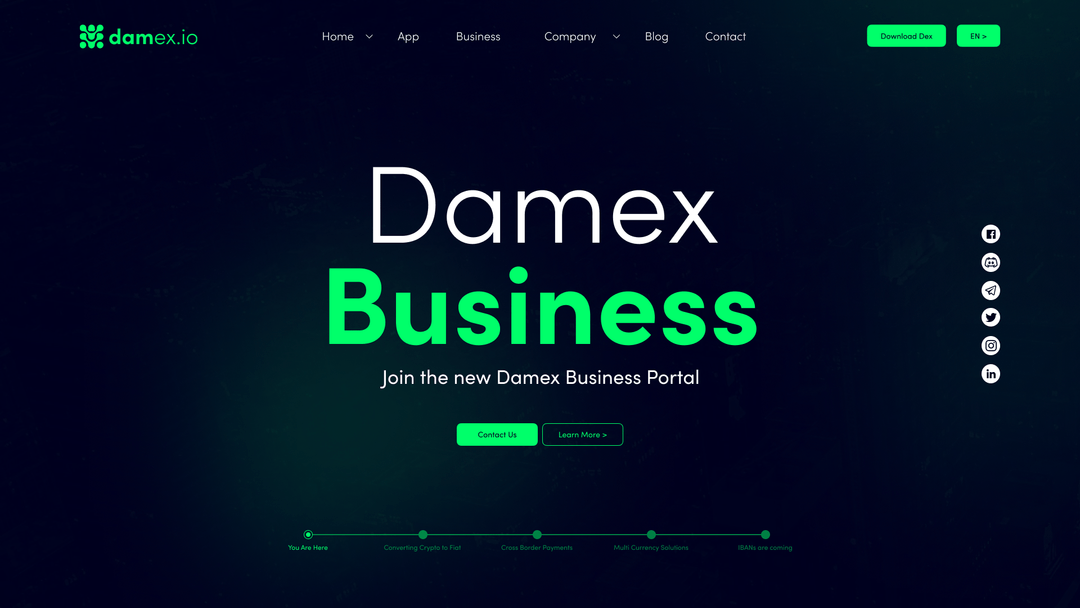 damex.io
Home
App
Business
Company
Blog
Contact
Download Dex
EN >
Damex
Business
Join the new Damex Business Portal
Contact Us
Learn More >
You Are Here
Converting Crypto to Fiat
Cross Border Payments
Multi Currency Solutions
IBANs are coming